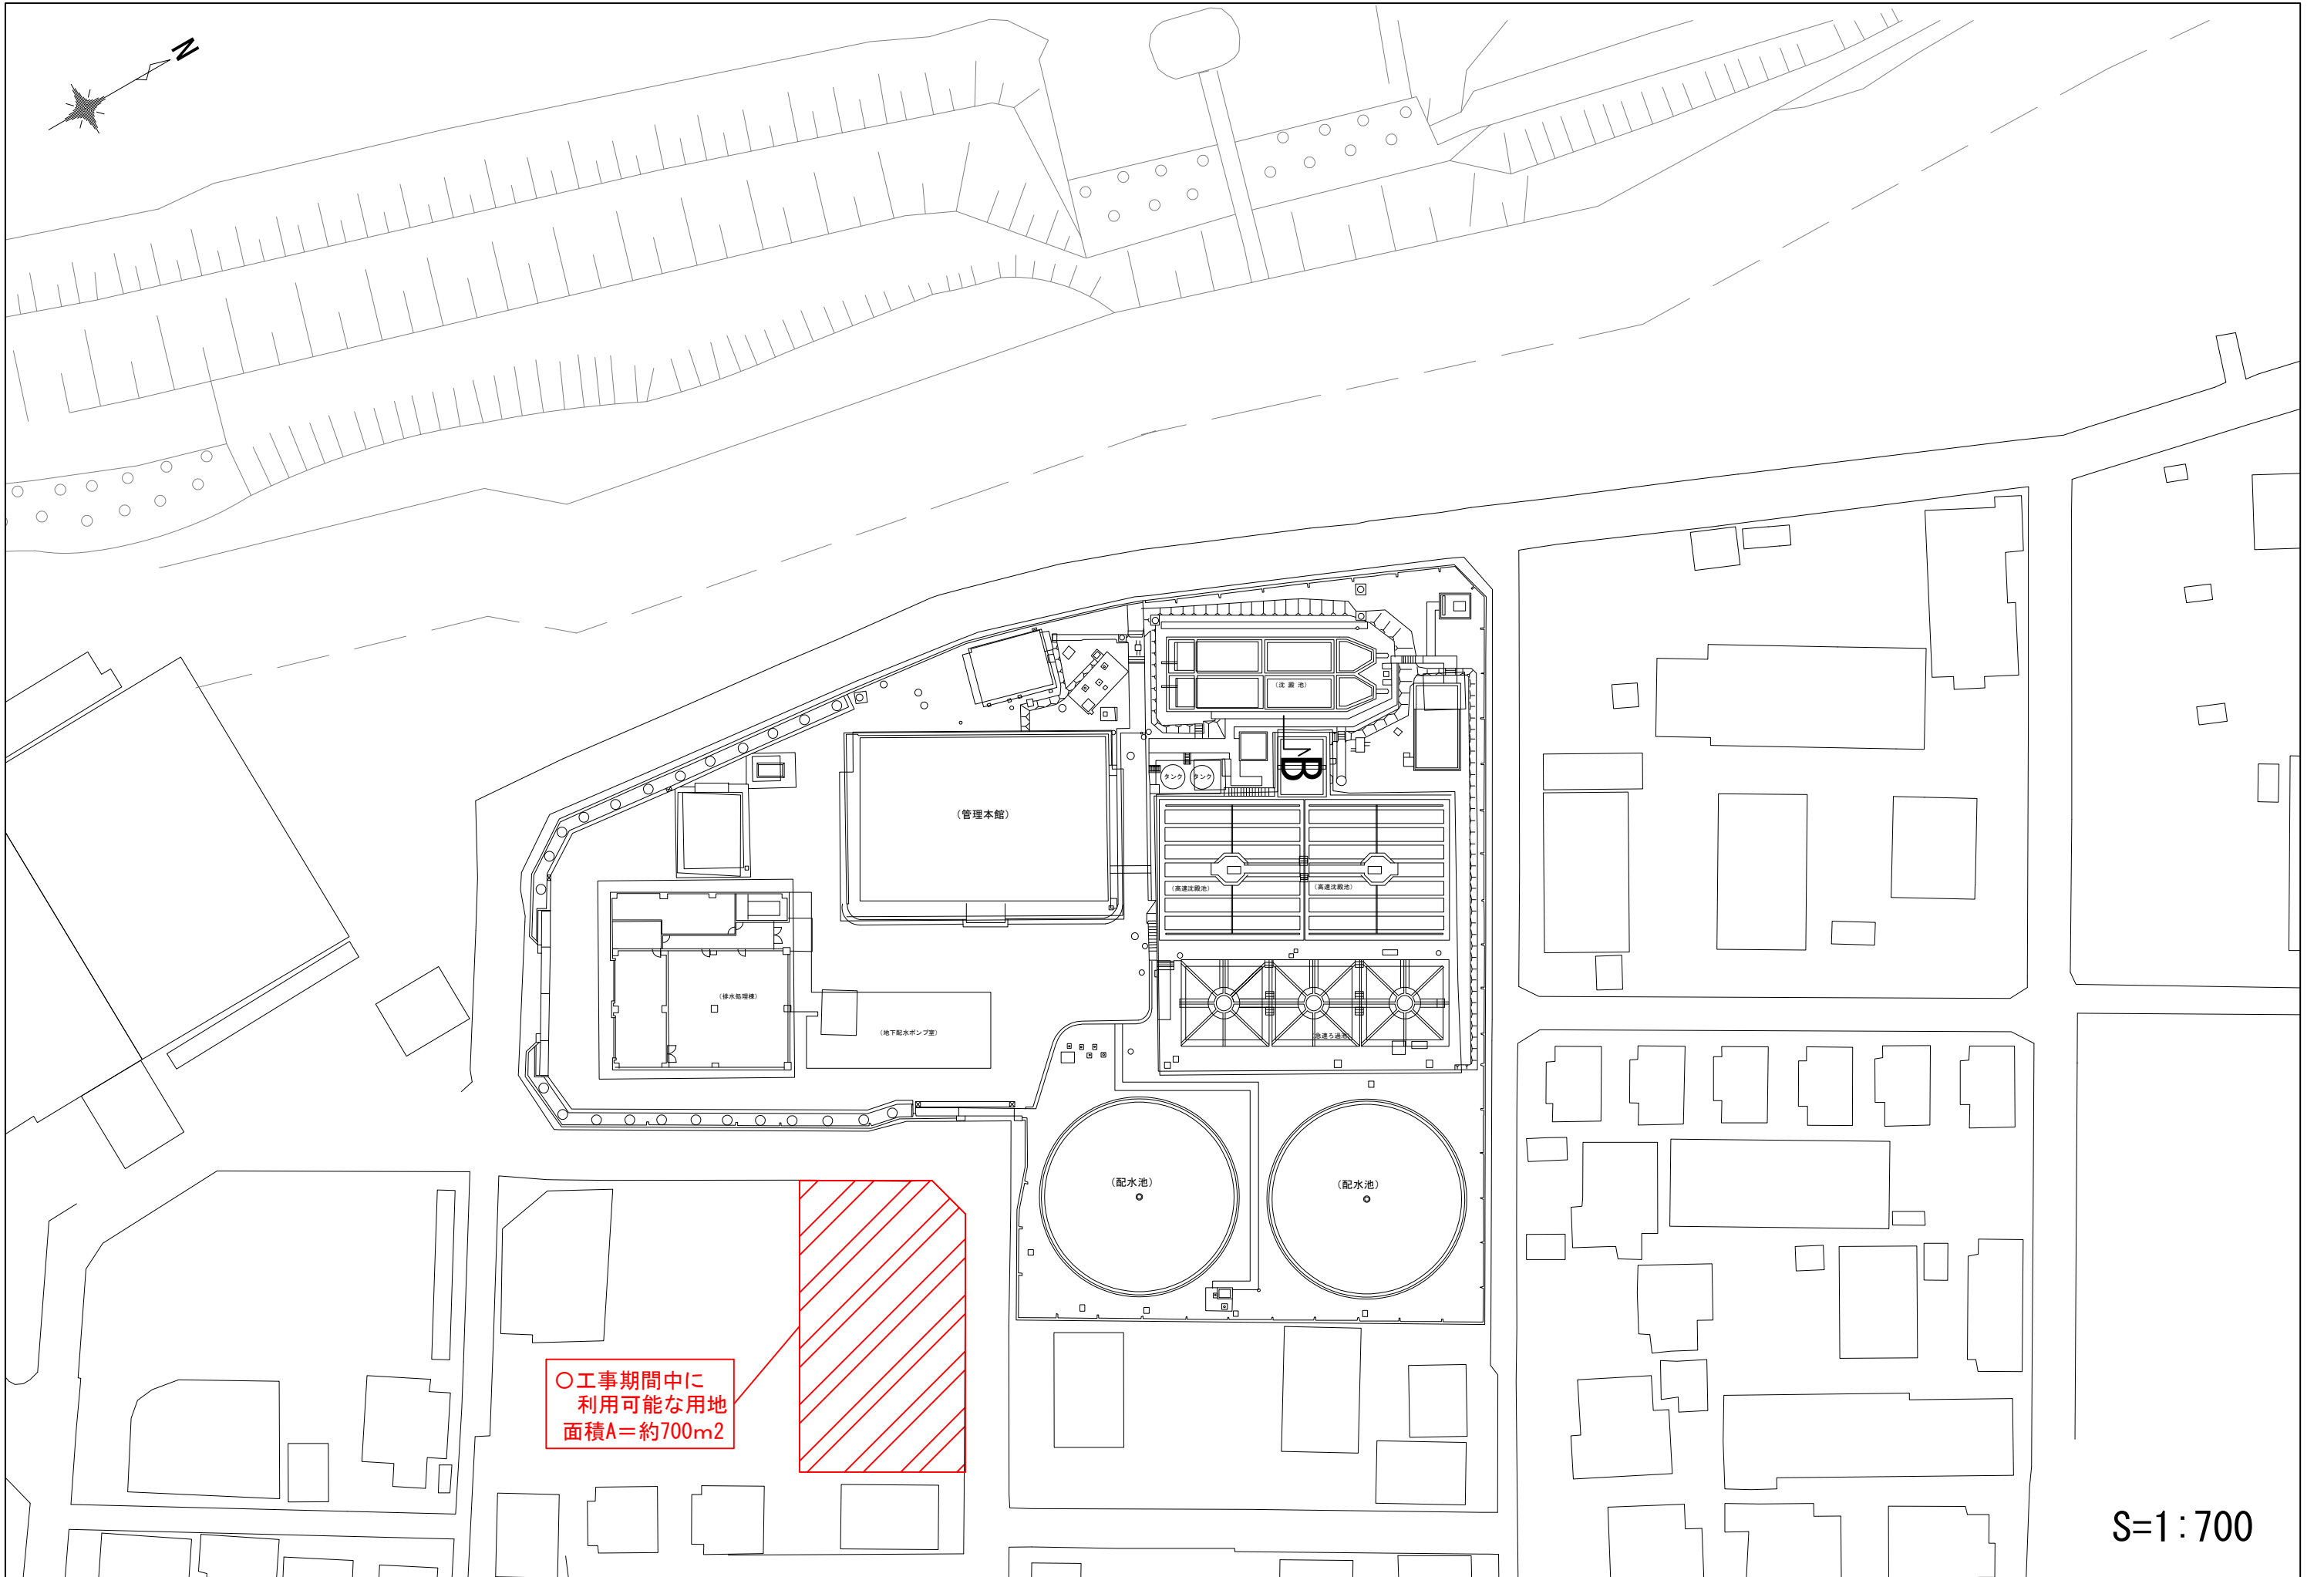 N
(沈澱池)
B
タンク
タンク
(管理本館)
(高速沈澱池)
(高速沈澱池)
(排水処理棟)
(地下配水ポンプ室)
(急速ろ過池)
(配水池)
(配水池)
○工事期間中に
利用可能な用地
面積A=約700m2
S=1:700